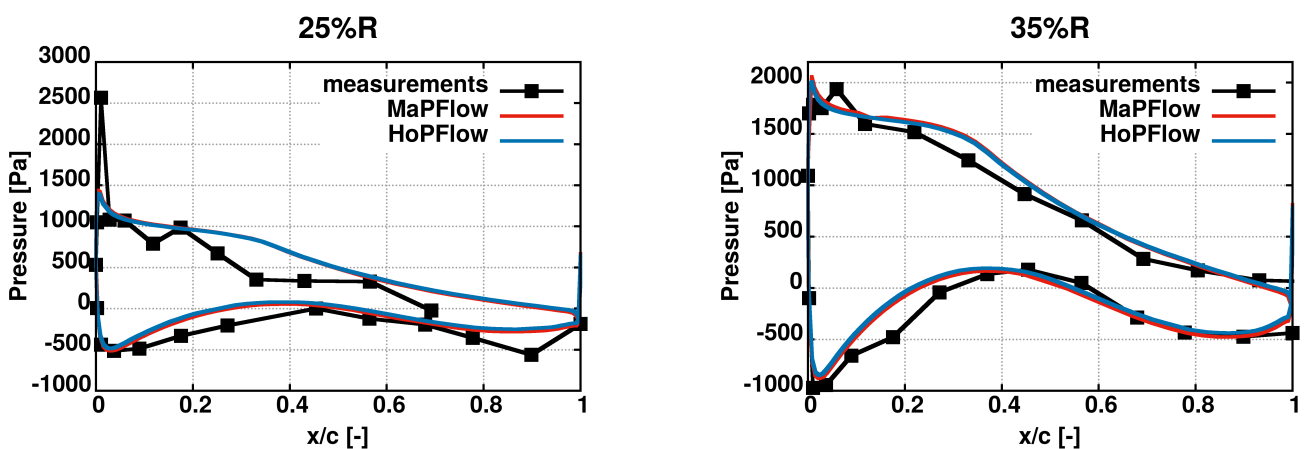 25%R
3000
2500
2000
1500
1000
500
0
-500
-1000
Pressure [Pa]
measurements
MaPFlow
HoPFlow
0 0.2 0.4 0.6 0.8 1
x/c [-]
35%R
2000
1500
1000
500
0
-500
-1000
Pressure [Pa]
measurements
MaPFlow
HoPFlow
0 0.2 0.4 0.6 0.8 1
x/c [-]